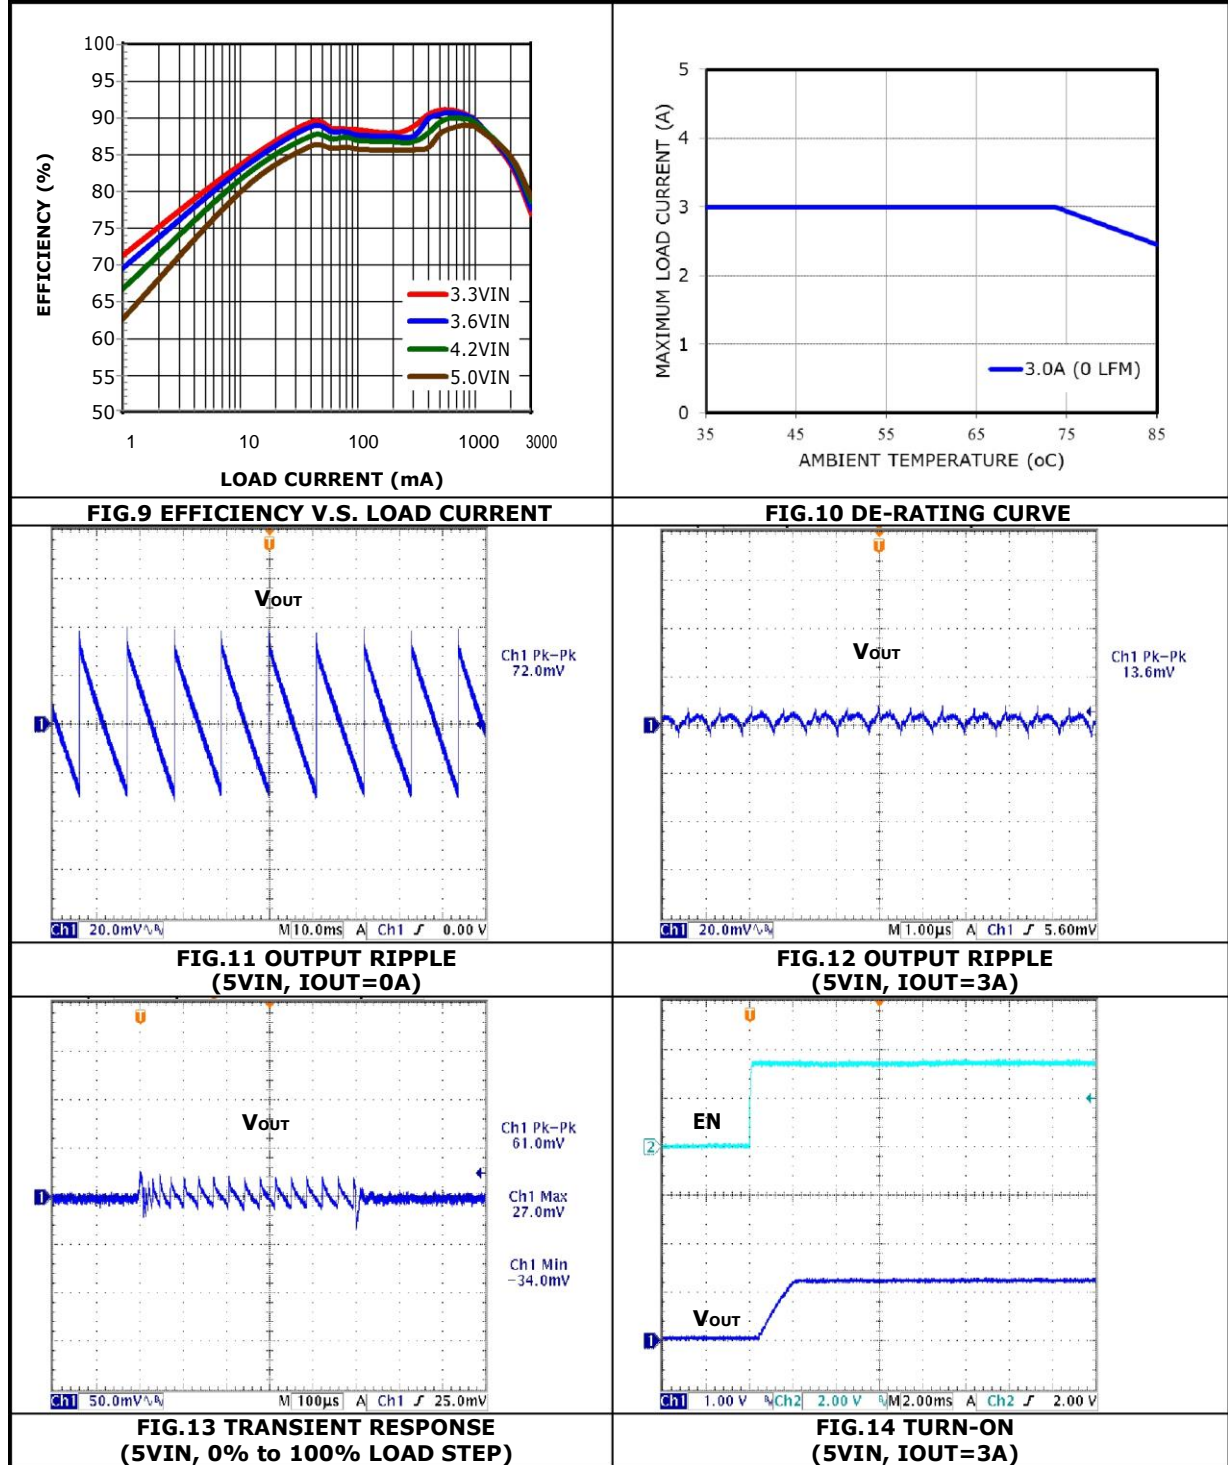 100
95
90
85
80
75
70
65
60
55
50
EFFICIENCY (%)
3.3VIN
3.6VIN
4.2VIN
5.0VIN
1 10 100 1000 3000
LOAD CURRENT (mA)
FIG.9 EFFICIENCY V.S. LOAD CURRENT
5
4
3
2
1
0
MAXIMUM LOAD CURRENT (A)
3.0A (0 LFM)
35 45 55 65 75 85
AMBIENT TEMPERATURE (oC)
FIG.10 DE-RATING CURVE
T
VOUT
Ch1 Pk-Pk
72.0mV
1
Ch1 20.0mV M 10.0ms A Ch1 0.00 V
FIG.11 OUTPUT RIPPLE
(5VIN, IOUT=0A)
T
VOUT
Ch1 Pk-Pk
13.6mV
1
Ch1 20.0mV M 1.00µs A Ch1 5.60mV
FIG.12 OUTPUT RIPPLE
(5VIN, IOUT=3A)
T
VOUT
Ch1 Pk-Pk
61.0mV
1
Ch1 Max
27.0mV
Ch1 Min
-34.0mV
Ch1 50.0mV M 100µs A Ch1 25.0mV
FIG.13 TRANSIENT RESPONSE
(5VIN, 0% to 100% LOAD STEP)
T
EN
2
VOUT
1
Ch1 1.00 V Ch2 2.00 V M 2.00ms A Ch2 2.00 V
FIG.14 TURN-ON
(5VIN, IOUT=3A)